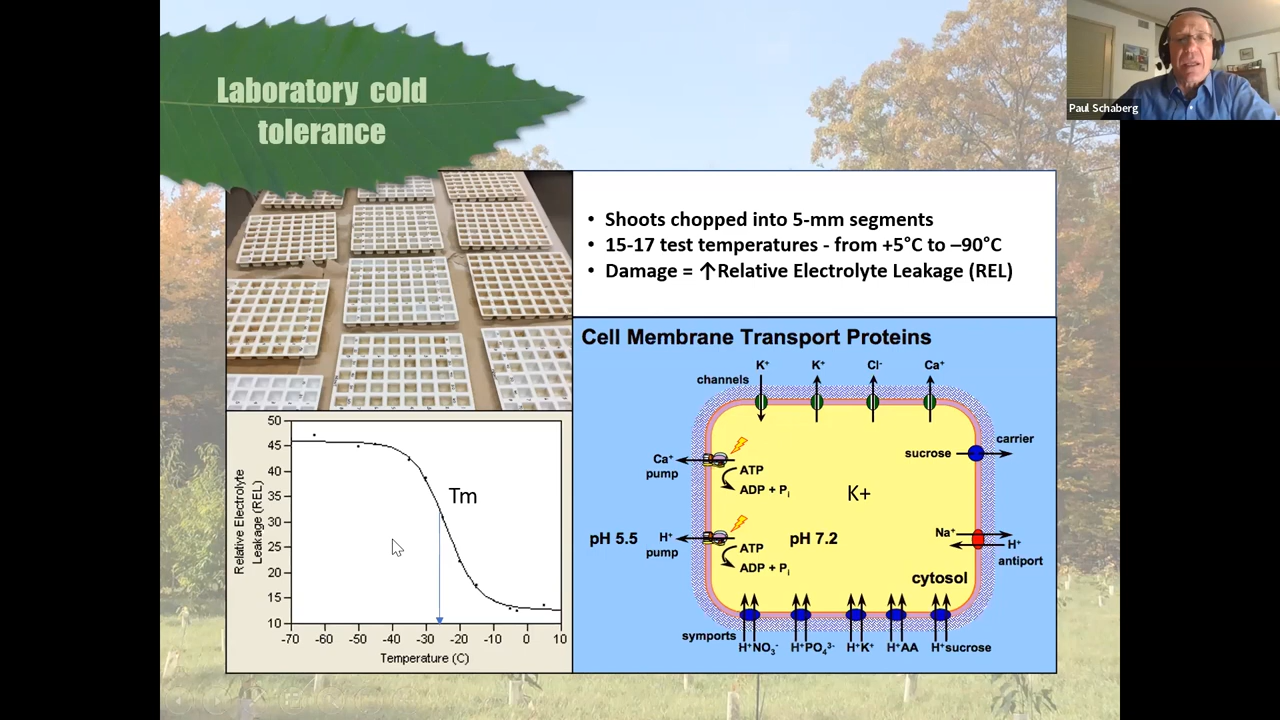 Laboratory cold
tolerance
Paul Schaberg
• Shoots chopped into 5-mm segments
• 15-17 test temperatures - from +5°C to –90°C
• Damage = ↑Relative Electrolyte Leakage (REL)
Cell Membrane Transport Proteins
K⁺ K⁺ Cl⁻ Ca⁺
channels
carrier
sucrose
Ca⁺
pump
ATP
ADP + Pi
K+
pH 5.5
H⁺
pump
ATP
ADP + Pi
pH 7.2
Na⁺
H⁺
antiport
cytosol
symports
H⁺NO₃⁻ H⁺PO₄³⁻ H⁺K⁺ H⁺AA H⁺sucrose
Relative Electrolyte
Leakage (REL)
50
45
40
35
30
25
20
15
10
Tm
-70 -60 -50 -40 -30 -20 -10 0 10
Temperature (C)